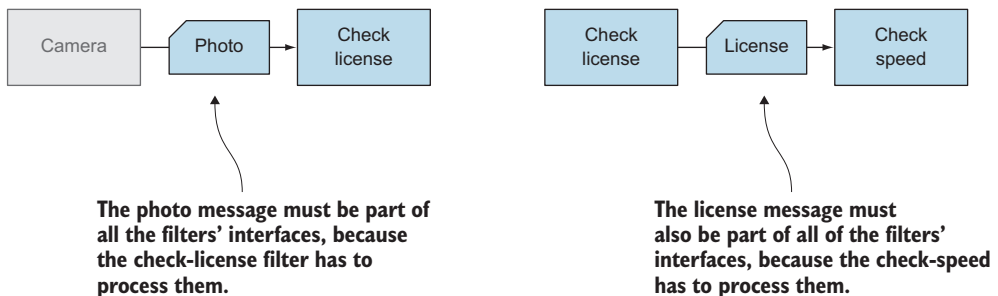 Camera
Photo
Check
license
Check
license
License
Check
speed
The photo message must be part of
all the filters' interfaces, because
the check-license filter has to
process them.
The license message must
also be part of all of the filters'
interfaces, because the check-speed
has to process them.